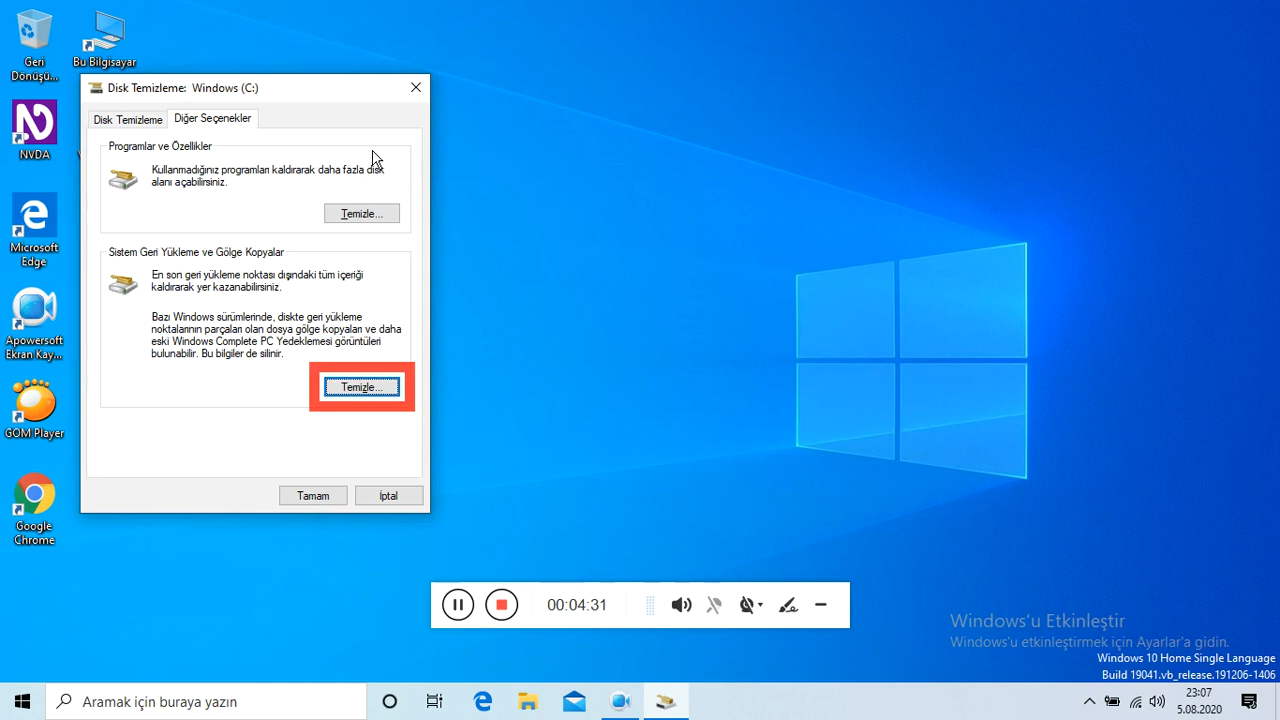 Geri
Dönüşü...
Bu Bilgisayar
NVDA
Microsoft
Edge
Apowersoft
Ekran Kay...
GOM Player
Google
Chrome
Disk Temizleme: Windows (C:)
Disk Temizleme
Diğer Seçenekler
Programlar ve Özellikler
Kullanmadığınız programları kaldırarak daha fazla disk
alanı açabilirsiniz.
Temizle...
Sistem Geri Yükleme ve Gölge Kopyalar
En son geri yükleme noktası dışındaki tüm içeriği
kaldırarak yer kazanabilirsiniz.
Bazı Windows sürümlerinde, diskte geri yükleme
noktalarının parçaları olan dosya gölge kopyaları ve daha
eski Windows Complete PC Yedeklemesi görüntüleri
bulunabilir. Bu bilgiler de silinir.
Temizle...
Tamam
İptal
00:04:31
Windows'u Etkinleştir
Windows'u etkinleştirmek için Ayarlar'a gidin.
Windows 10 Home Single Language
Build 19041.vb_release.191206-1406
Aramak için buraya yazın
23:07
5.08.2020